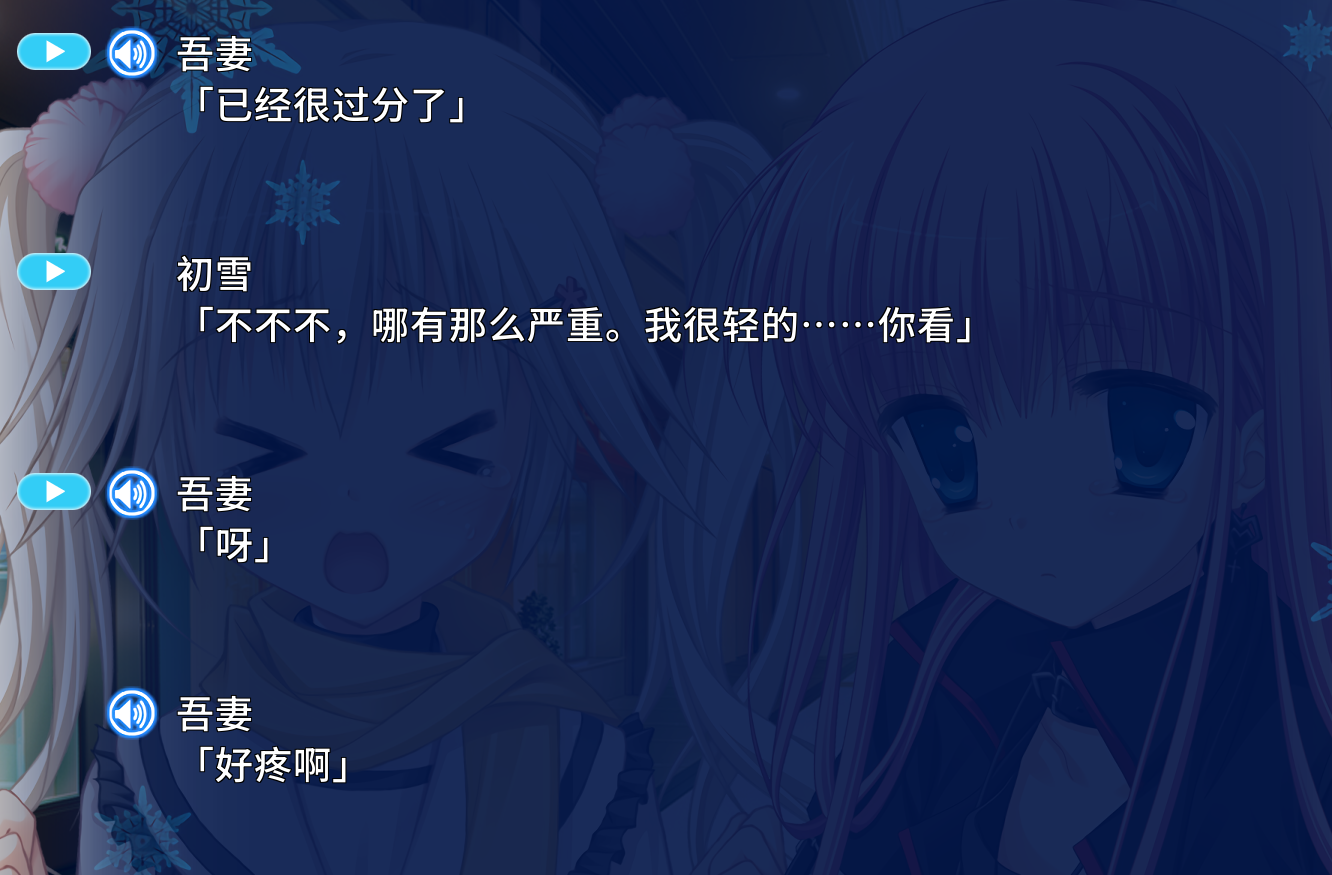 吾妻
「已经很过分了」
初雪
「不不不，哪有那么严重。我很轻的……你看」
吾妻
「呀」
吾妻
「好疼啊」